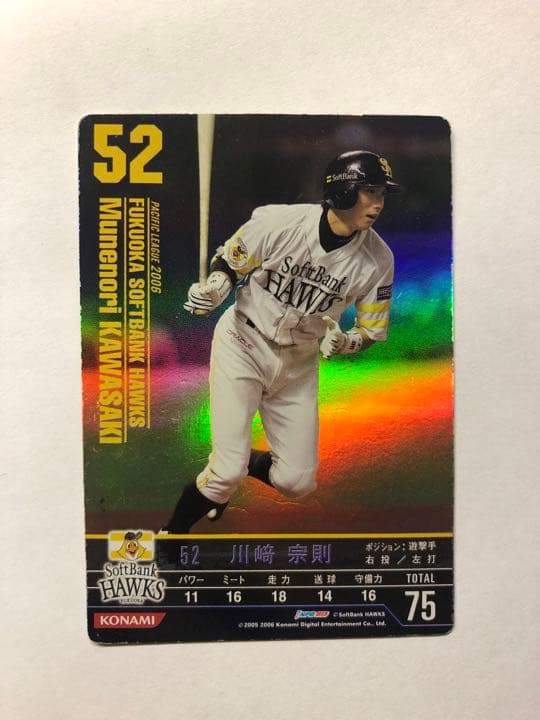 52
PACIFIC LEAGUE 2006
FUKUOKA SOFTBANK HAWKS
Munenori KAWASAKI
SoftBank
SH
SoftBank
HAWKS
SoftBank
HAWKS
FUKUOKA
KONAMI
52 川﨑 宗則
ポジション：遊撃手
右投／左打
パワー ミート 走力 送球 守備力 TOTAL
11 16 18 14 16 75
©SoftBank HAWKS
©2005 2006 Konami Digital Entertainment Co., Ltd.